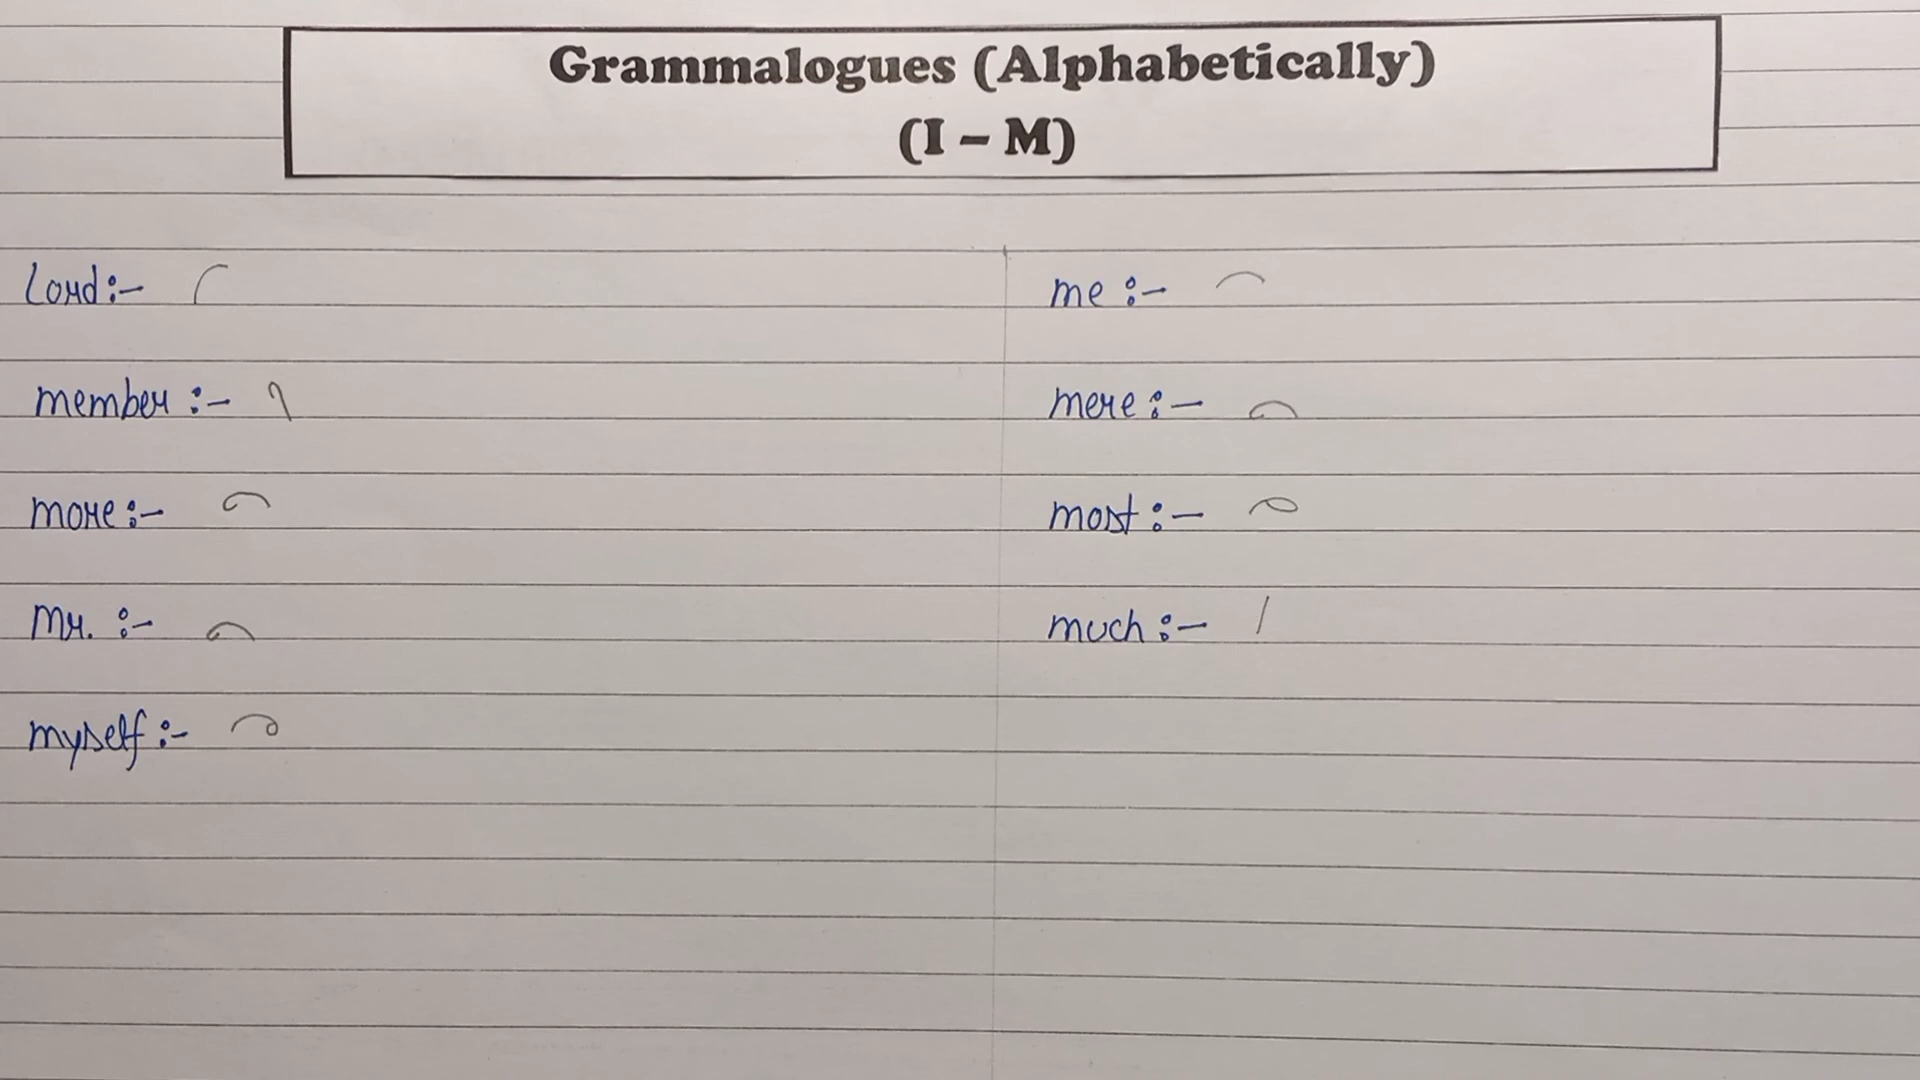 Grammalogues (Alphabetically)
(I – M)
Lord :-
me :-
member :-
mere :-
more :-
most :-
Mr. :-
much :-
myself :-